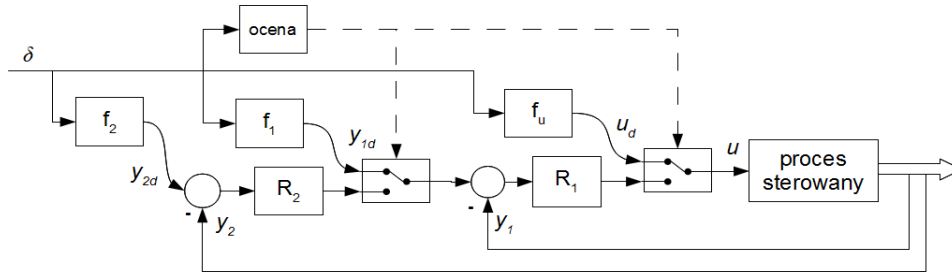 ocena
δ
f2
f1
fu
y2d
y1d
ud
u
R2
R1
proces
sterowany
-
y2
-
y1